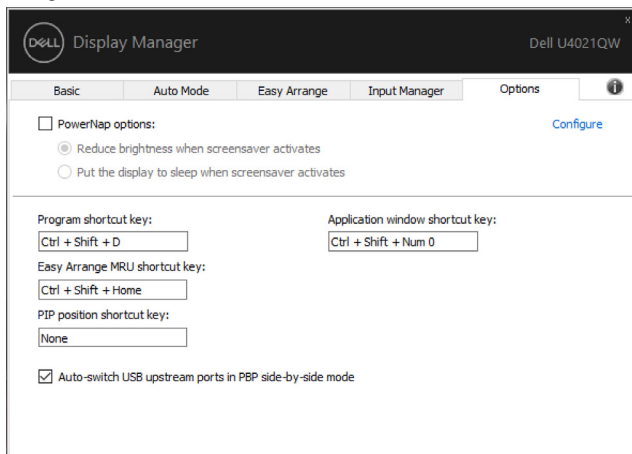 DELL Display Manager
x
Dell U4021QW
Basic Auto Mode Easy Arrange Input Manager Options i
PowerNap options: Configure
Reduce brightness when screensaver activates
Put the display to sleep when screensaver activates
Program shortcut key: Application window shortcut key:
Ctrl + Shift + D Ctrl + Shift + Num 0
Easy Arrange MRU shortcut key:
Ctrl + Shift + Home
PIP position shortcut key:
None
Auto-switch USB upstream ports in PBP side-by-side mode